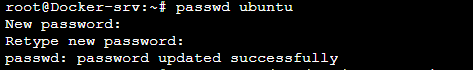 root@Docker-srv:~# passwd ubuntu
New password:
Retype new password:
passwd: password updated successfully